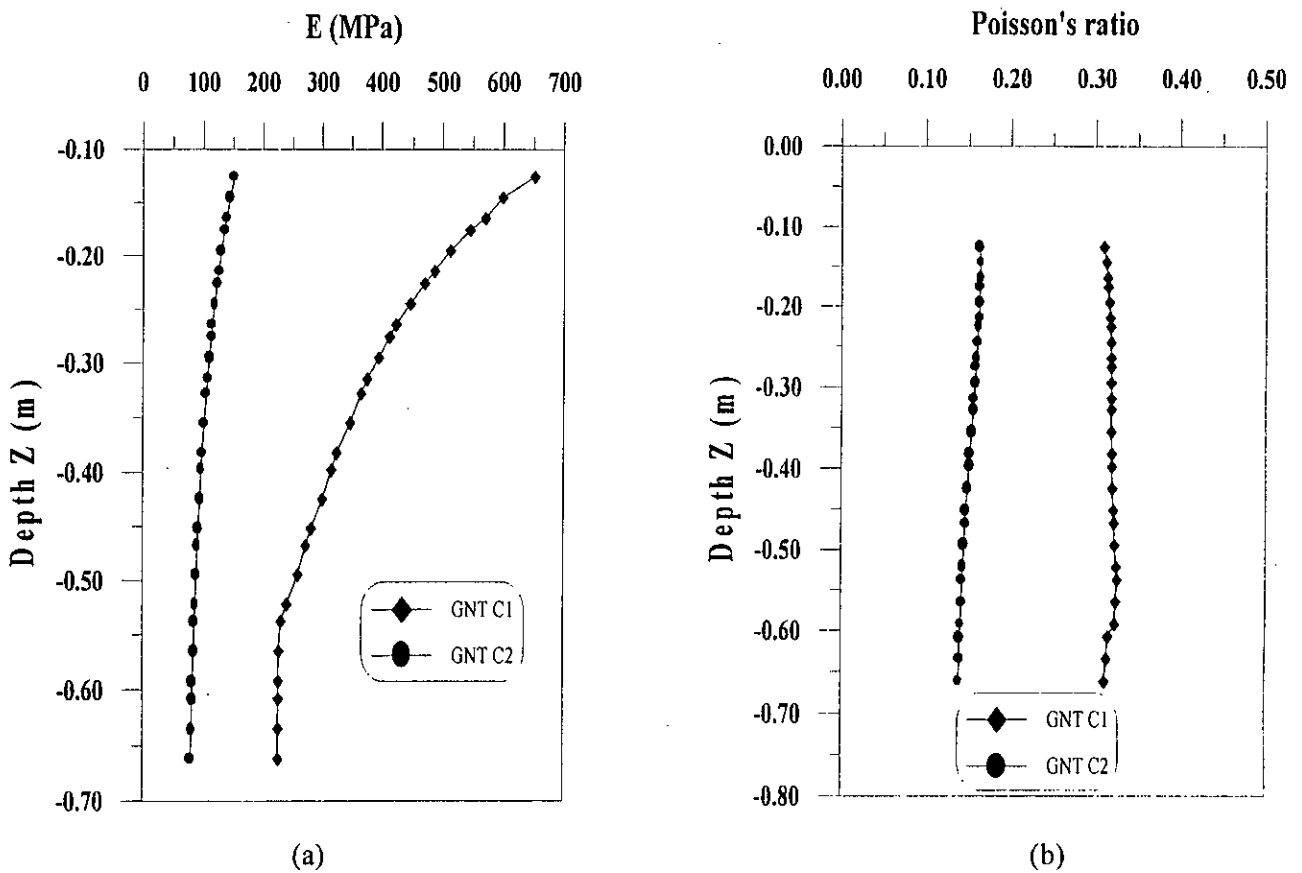 E (MPa)
0 100 200 300 400 500 600 700
-0.10
-0.20
-0.30
-0.40
-0.50
-0.60
-0.70
Depth Z (m)
GNT C1
GNT C2
(a)
Poisson's ratio
0.00 0.10 0.20 0.30 0.40 0.50
0.00
-0.10
-0.20
-0.30
-0.40
-0.50
-0.60
-0.70
-0.80
Depth Z (m)
GNT C1
GNT C2
(b)